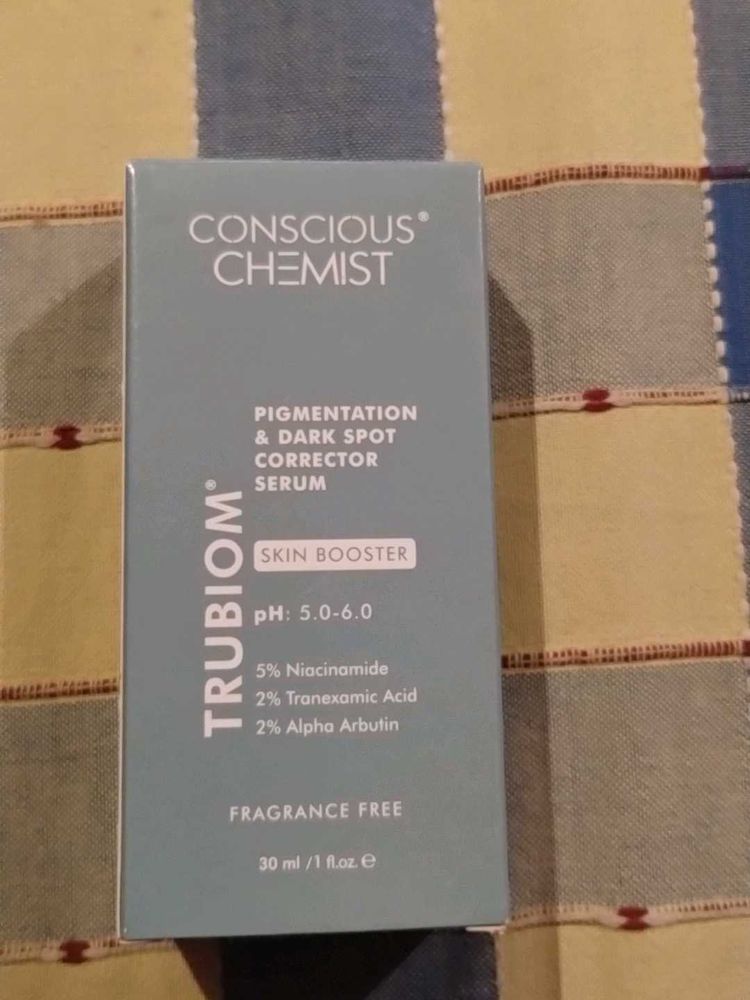 CONSCIOUS®
CHEMIST
PIGMENTATION
& DARK SPOT
CORRECTOR
SERUM
TRUBIOM®
SKIN BOOSTER
pH: 5.0-6.0
5% Niacinamide
2% Tranexamic Acid
2% Alpha Arbutin
FRAGRANCE FREE
30 ml /1 fl.oz. ℮